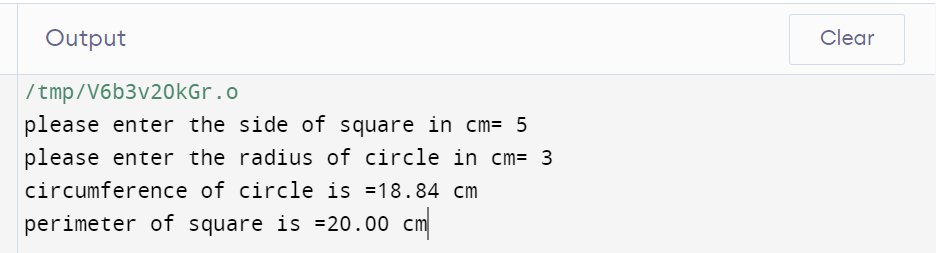 Output
Clear
/tmp/V6b3v2OkGr.o
please enter the side of square in cm= 5
please enter the radius of circle in cm= 3
circumference of circle is =18.84 cm
perimeter of square is =20.00 cm